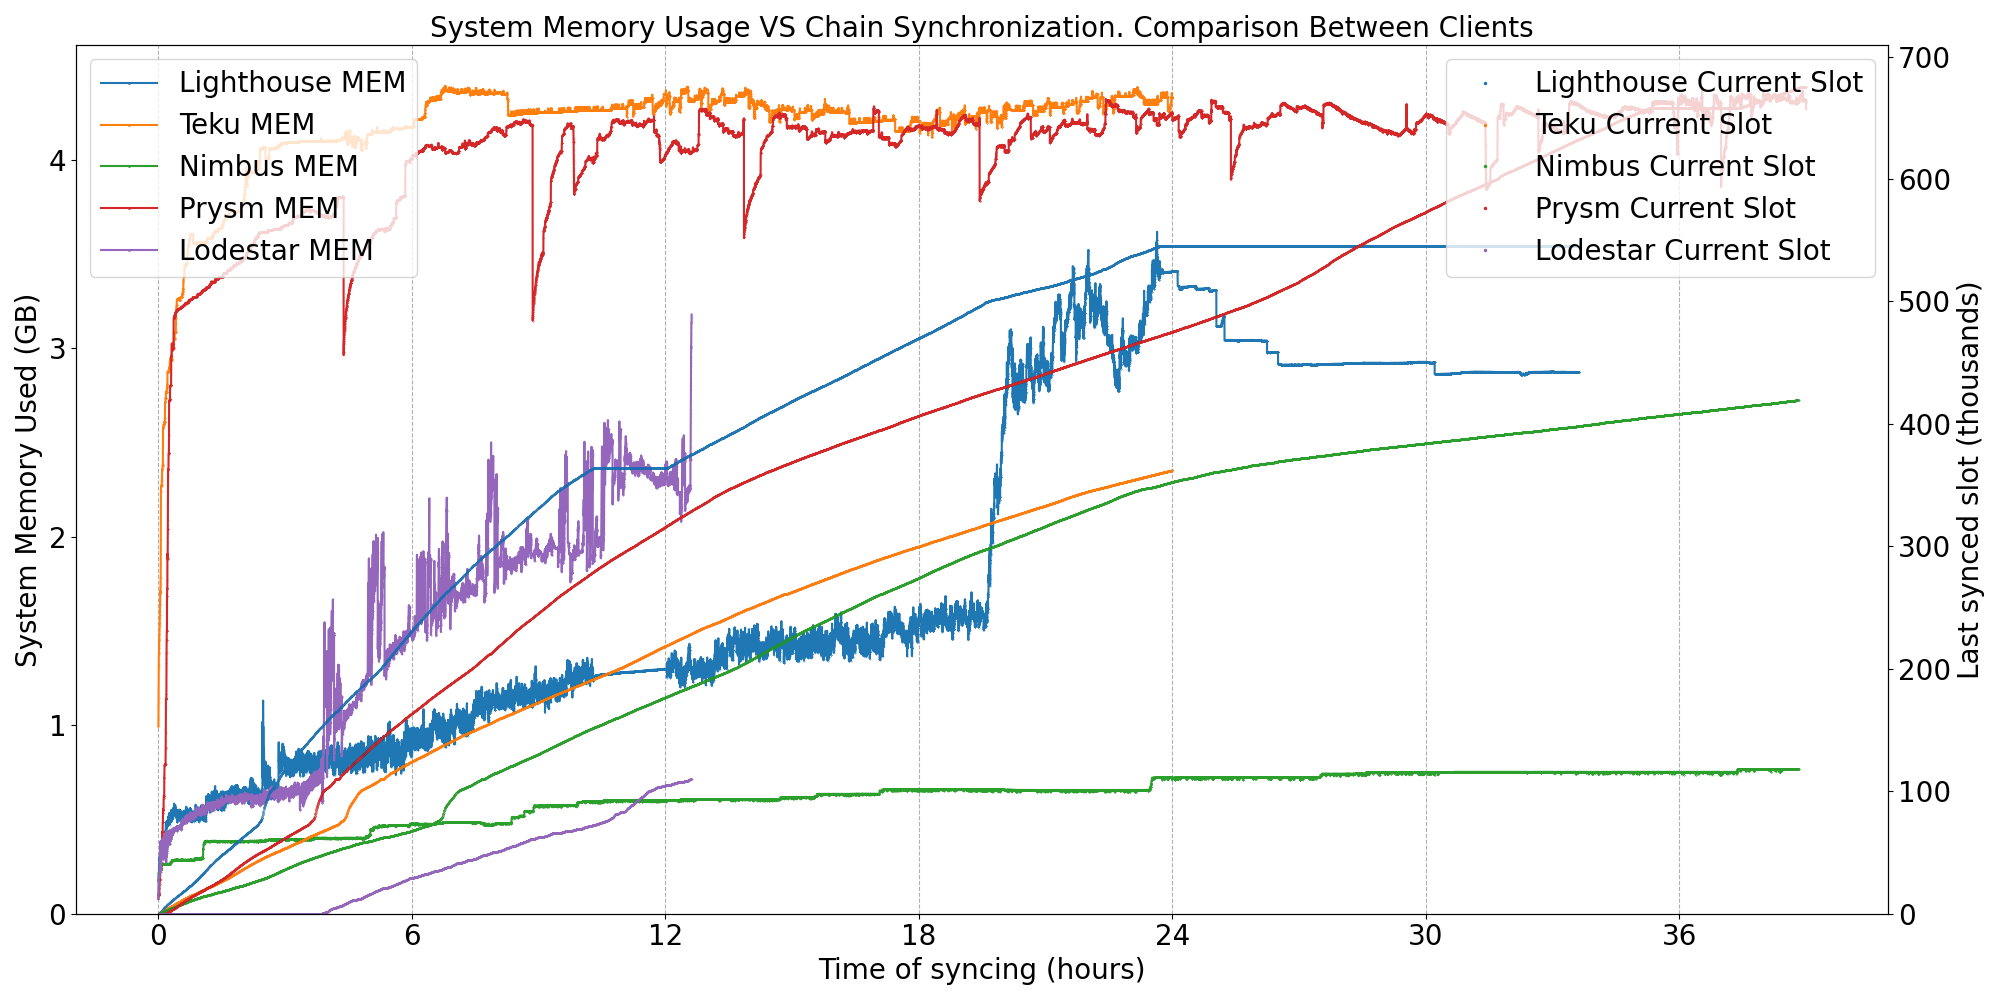 System Memory Usage VS Chain Synchronization. Comparison Between Clients
Lighthouse MEM
Teku MEM
Nimbus MEM
Prysm MEM
Lodestar MEM
Lighthouse Current Slot
Teku Current Slot
Nimbus Current Slot
Prysm Current Slot
Lodestar Current Slot
System Memory Used (GB)
4
3
2
1
0
Last synced slot (thousands)
700
600
500
400
300
200
100
0
0 6 12 18 24 30 36
Time of syncing (hours)